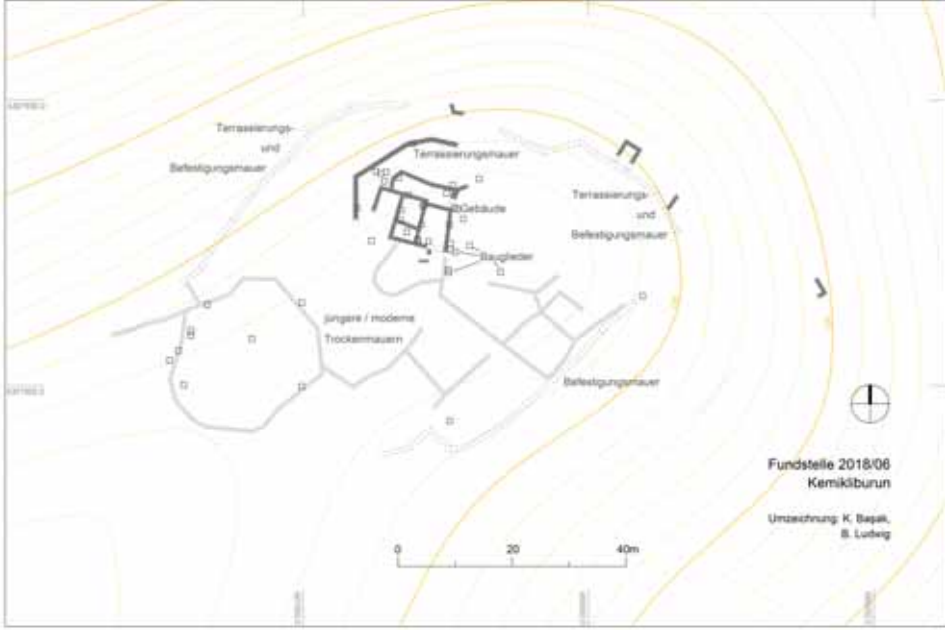 Terrassierungs-
und
Befestigungsmauer
Terrassierungsmauer
Gebäude
Terrassierungs-
und
Befestigungsmauer
Bauglieder
jüngere / moderne
Trockenmauern
Befestigungsmauer
Fundstelle 2018/06
Kemikliburun
Umzeichnung: K. Başak,
B. Ludwig
0 20 40m